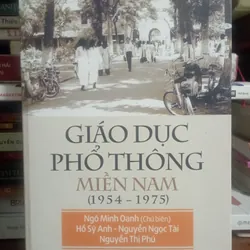 GIÁO DỤC
PHỔ THÔNG
MIỀN NAM
(1954 - 1975)
Ngô Minh Oanh (Chủ biên)
Hồ Sỹ Anh - Nguyễn Ngọc Tài
Nguyễn Thị Phú